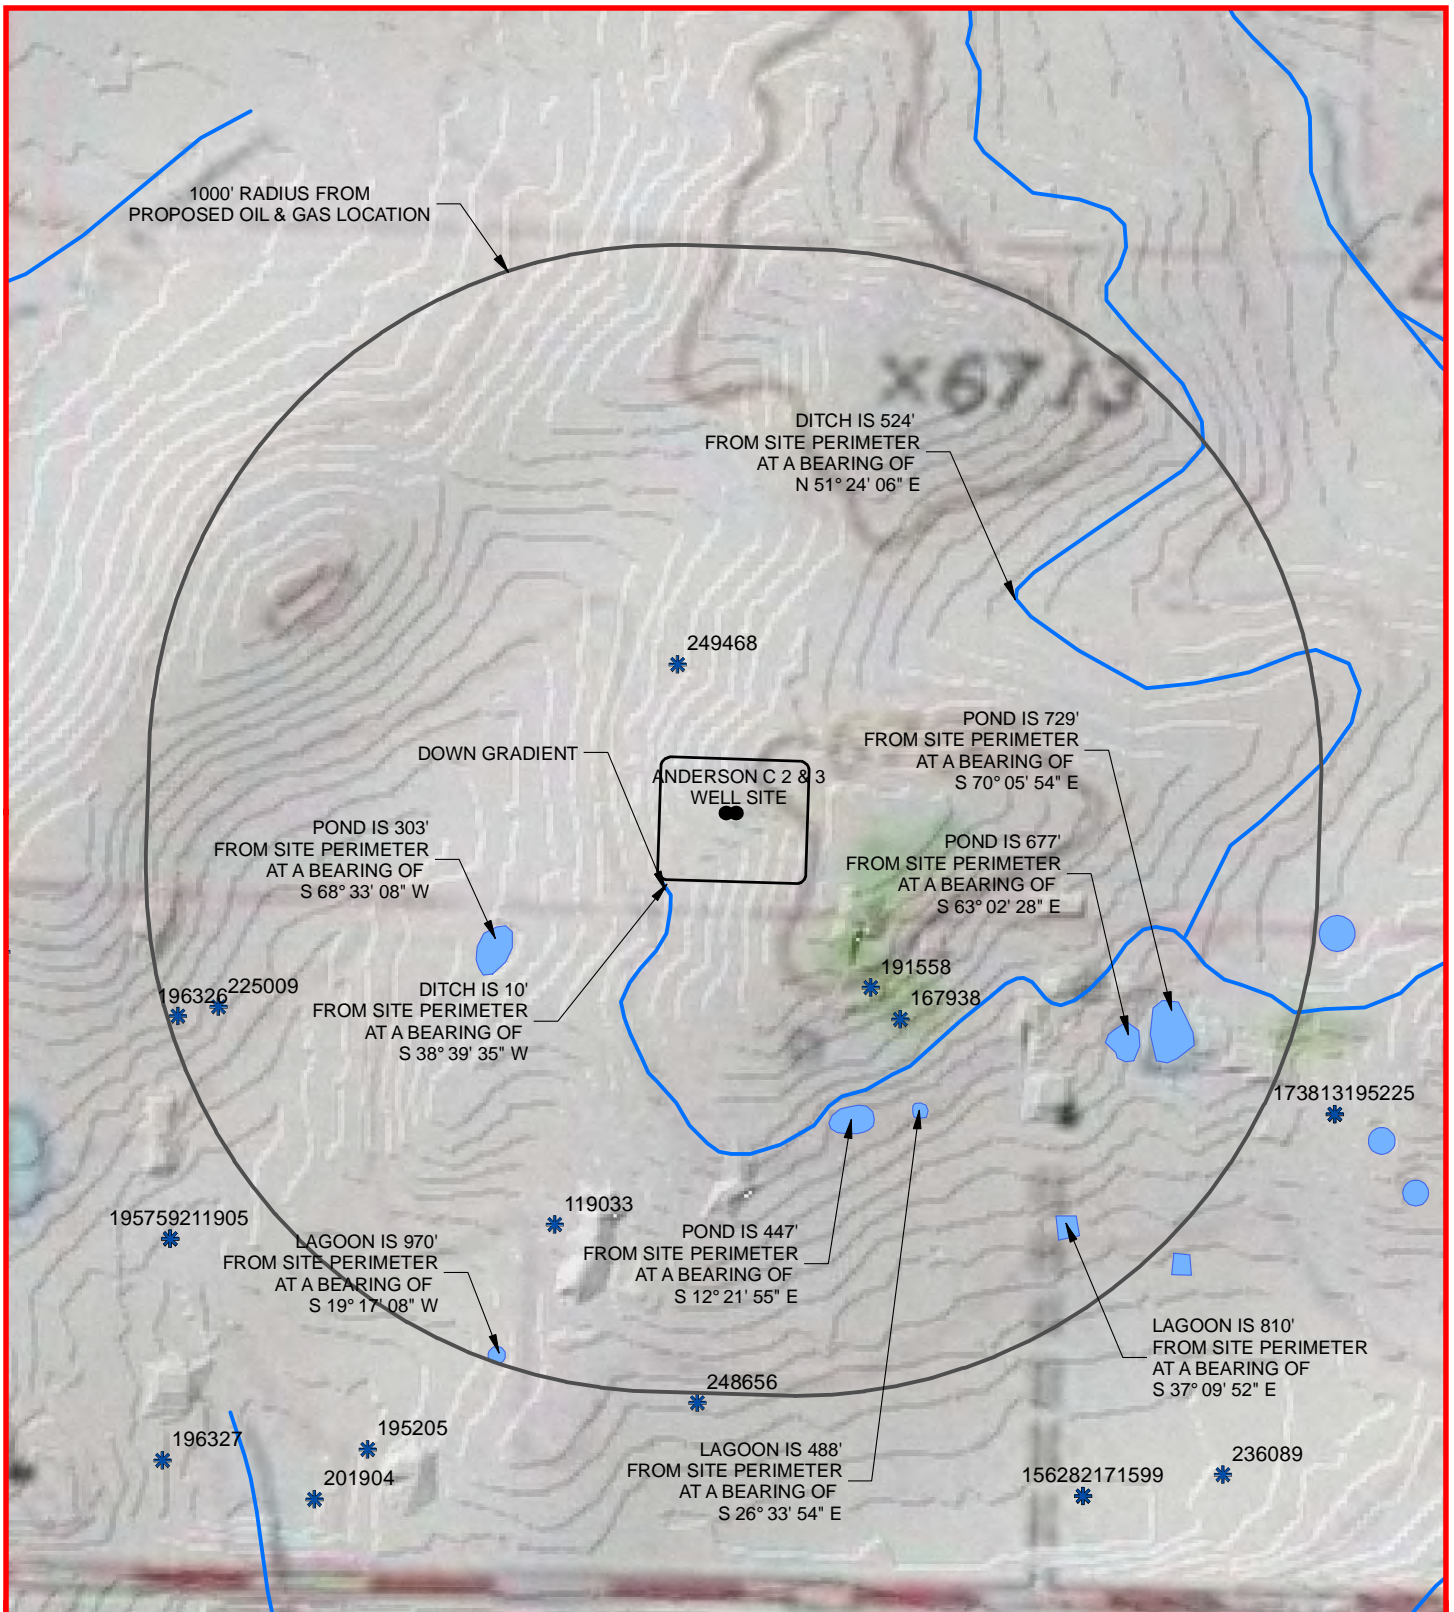 1000' RADIUS FROM
PROPOSED OIL & GAS LOCATION
X6713
DITCH IS 524'
FROM SITE PERIMETER
AT A BEARING OF
N 51° 24' 06" E
249468
DOWN GRADIENT
ANDERSON C 2 & 3
WELL SITE
POND IS 729'
FROM SITE PERIMETER
AT A BEARING OF
S 70° 05' 54" E
POND IS 303'
FROM SITE PERIMETER
AT A BEARING OF
S 68° 33' 08" W
POND IS 677'
FROM SITE PERIMETER
AT A BEARING OF
S 63° 02' 28" E
196326
225009
DITCH IS 10'
FROM SITE PERIMETER
AT A BEARING OF
S 38° 39' 35" W
191558
167938
173813195225
195759211905
119033
LAGOON IS 970'
FROM SITE PERIMETER
AT A BEARING OF
S 19° 17' 08" W
POND IS 447'
FROM SITE PERIMETER
AT A BEARING OF
S 12° 21' 55" E
LAGOON IS 810'
FROM SITE PERIMETER
AT A BEARING OF
S 37° 09' 52" E
248656
196327
195205
201904
LAGOON IS 488'
FROM SITE PERIMETER
AT A BEARING OF
S 26° 33' 54" E
156282171599
236089